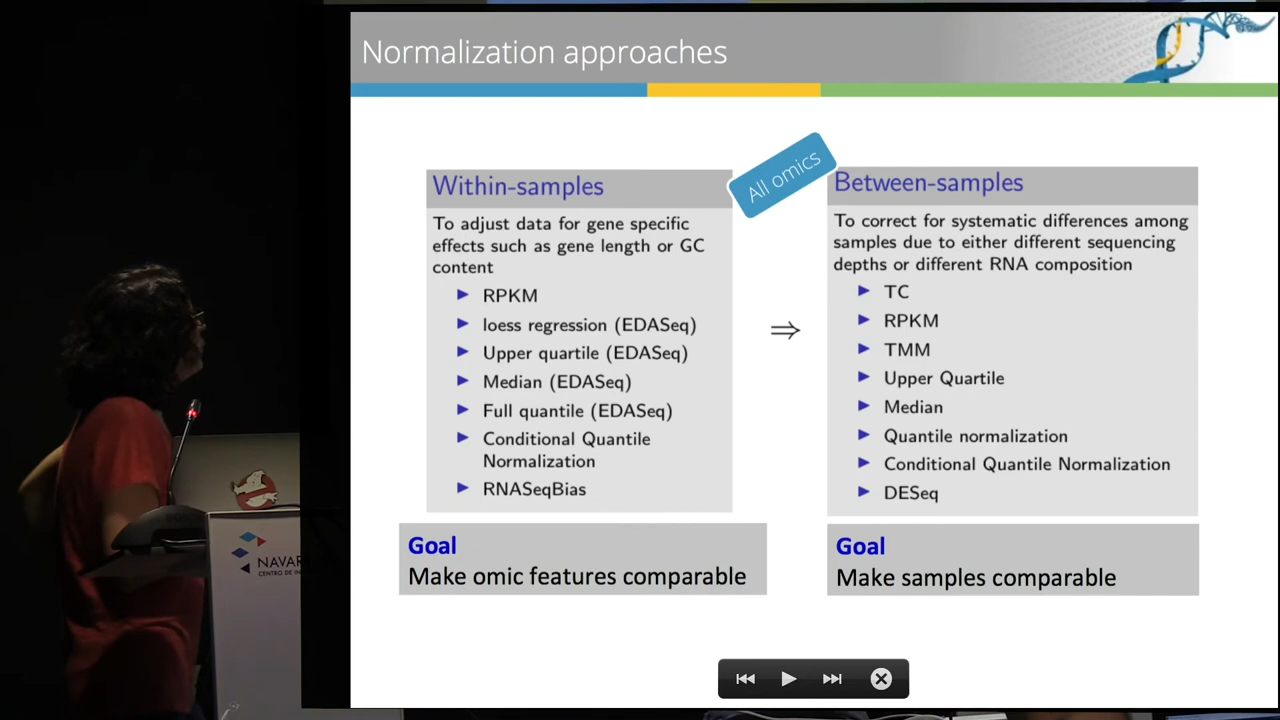 Normalization approaches
All omics
Within-samples
To adjust data for gene specific
effects such as gene length or GC
content
RPKM
loess regression (EDASeq)
Upper quartile (EDASeq)
Median (EDASeq)
Full quantile (EDASeq)
Conditional Quantile
Normalization
RNASeqBias
Goal
Make omic features comparable
⇒
Between-samples
To correct for systematic differences among
samples due to either different sequencing
depths or different RNA composition
TC
RPKM
TMM
Upper Quartile
Median
Quantile normalization
Conditional Quantile Normalization
DESeq
Goal
Make samples comparable
CENTRO DE